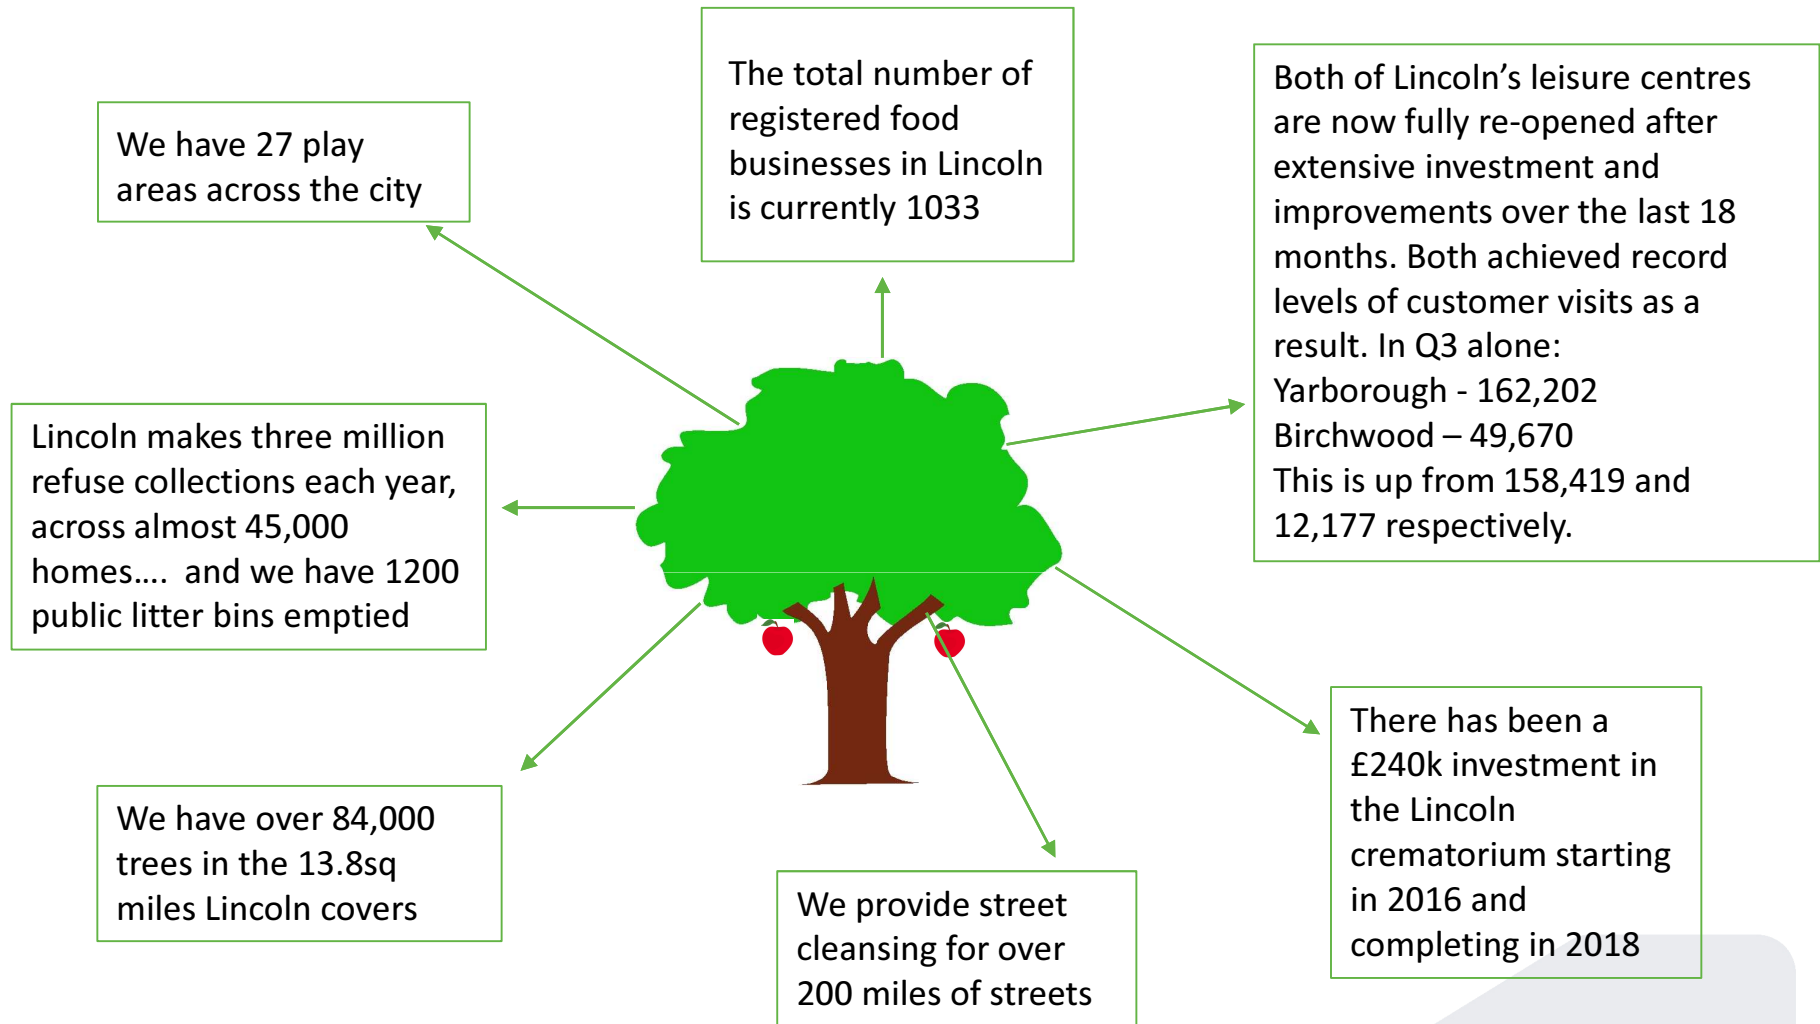 We have 27 play
areas across the city
The total number of
registered food
businesses in Lincoln
is currently 1033
Both of Lincoln’s leisure centres
are now fully re-opened after
extensive investment and
improvements over the last 18
months. Both achieved record
levels of customer visits as a
result. In Q3 alone:
Yarborough - 162,202
Birchwood – 49,670
This is up from 158,419 and
12,177 respectively.
Lincoln makes three million
refuse collections each year,
across almost 45,000
homes.... and we have 1200
public litter bins emptied
There has been a
£240k investment in
the Lincoln
crematorium starting
in 2016 and
completing in 2018
We have over 84,000
trees in the 13.8sq
miles Lincoln covers
We provide street
cleansing for over
200 miles of streets